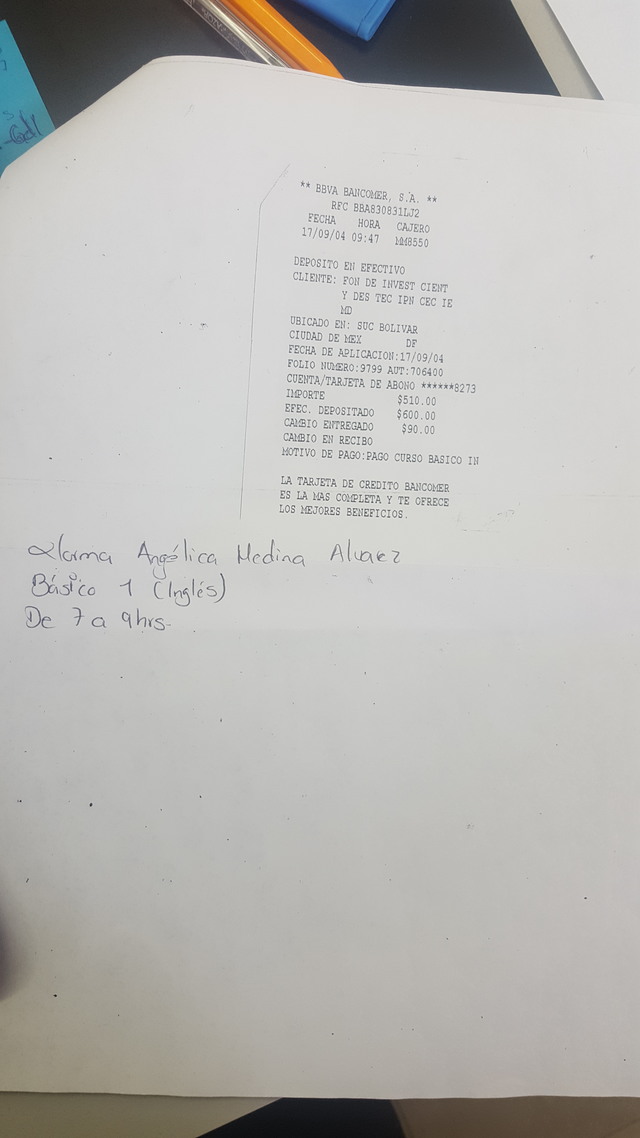 ** BBVA BANCOMER, S.A. **
RFC BBA830831LJ2
FECHA HORA CAJERO
17/09/04 09:47 MM8550
DEPOSITO EN EFECTIVO
CLIENTE: FON DE INVEST CIENT
Y DES TEC IPN CEC IE
MD
UBICADO EN: SUC BOLIVAR
CIUDAD DE MEX DF
FECHA DE APLICACION:17/09/04
FOLIO NUMERO:9799 AUT:706400
CUENTA/TARJETA DE ABONO ******8273
IMPORTE $510.00
EFEC. DEPOSITADO $600.00
CAMBIO ENTREGADO $90.00
CAMBIO EN RECIBO
MOTIVO DE PAGO:PAGO CURSO BASICO IN
LA TARJETA DE CREDITO BANCOMER
ES LA MAS COMPLETA Y TE OFRECE
LOS MEJORES BENEFICIOS.
Norma Angélica Medina Alvarez
Básico 1 (Inglés)
De 7 a 9hrs-